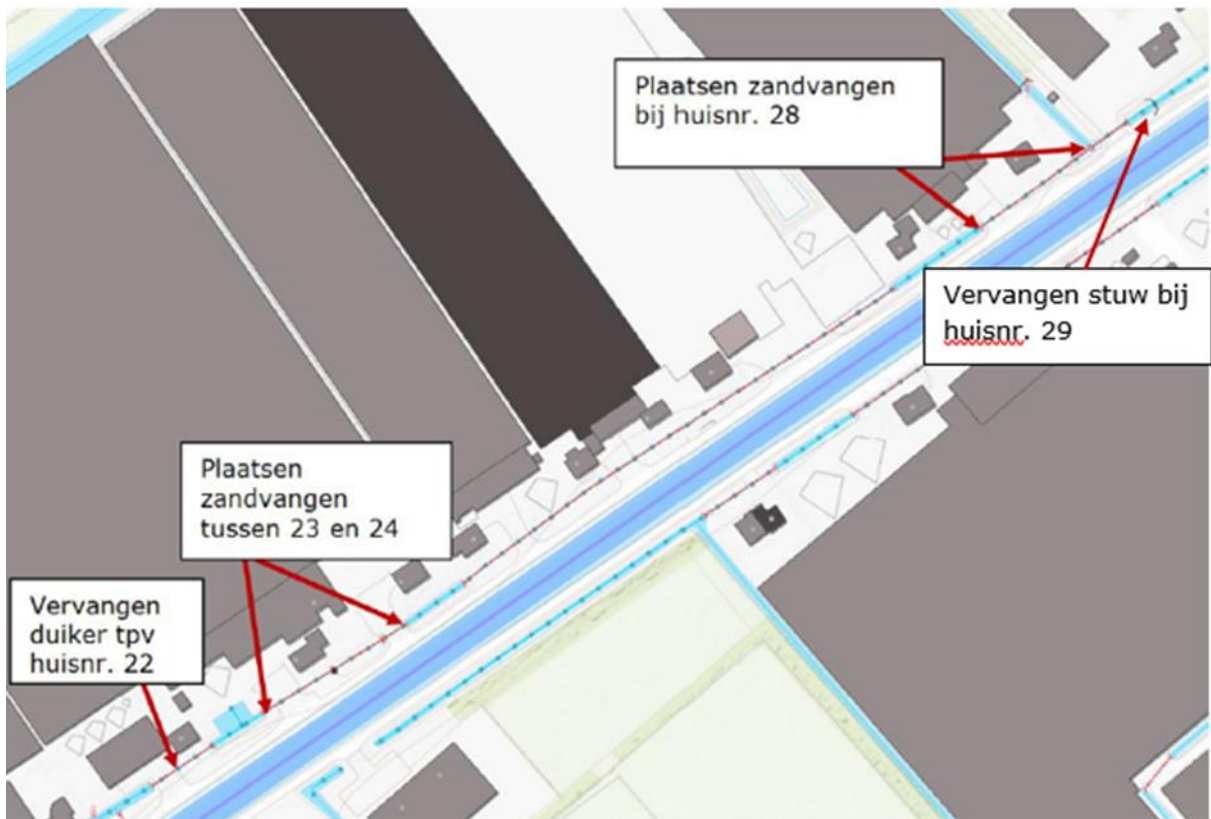 Plaatsen zandvangen
bij huisnr. 28
Vervangen stuw bij
huisnr. 29
Plaatsen
zandvangen
tussen 23 en 24
Vervangen
duiker tpv
huisnr. 22